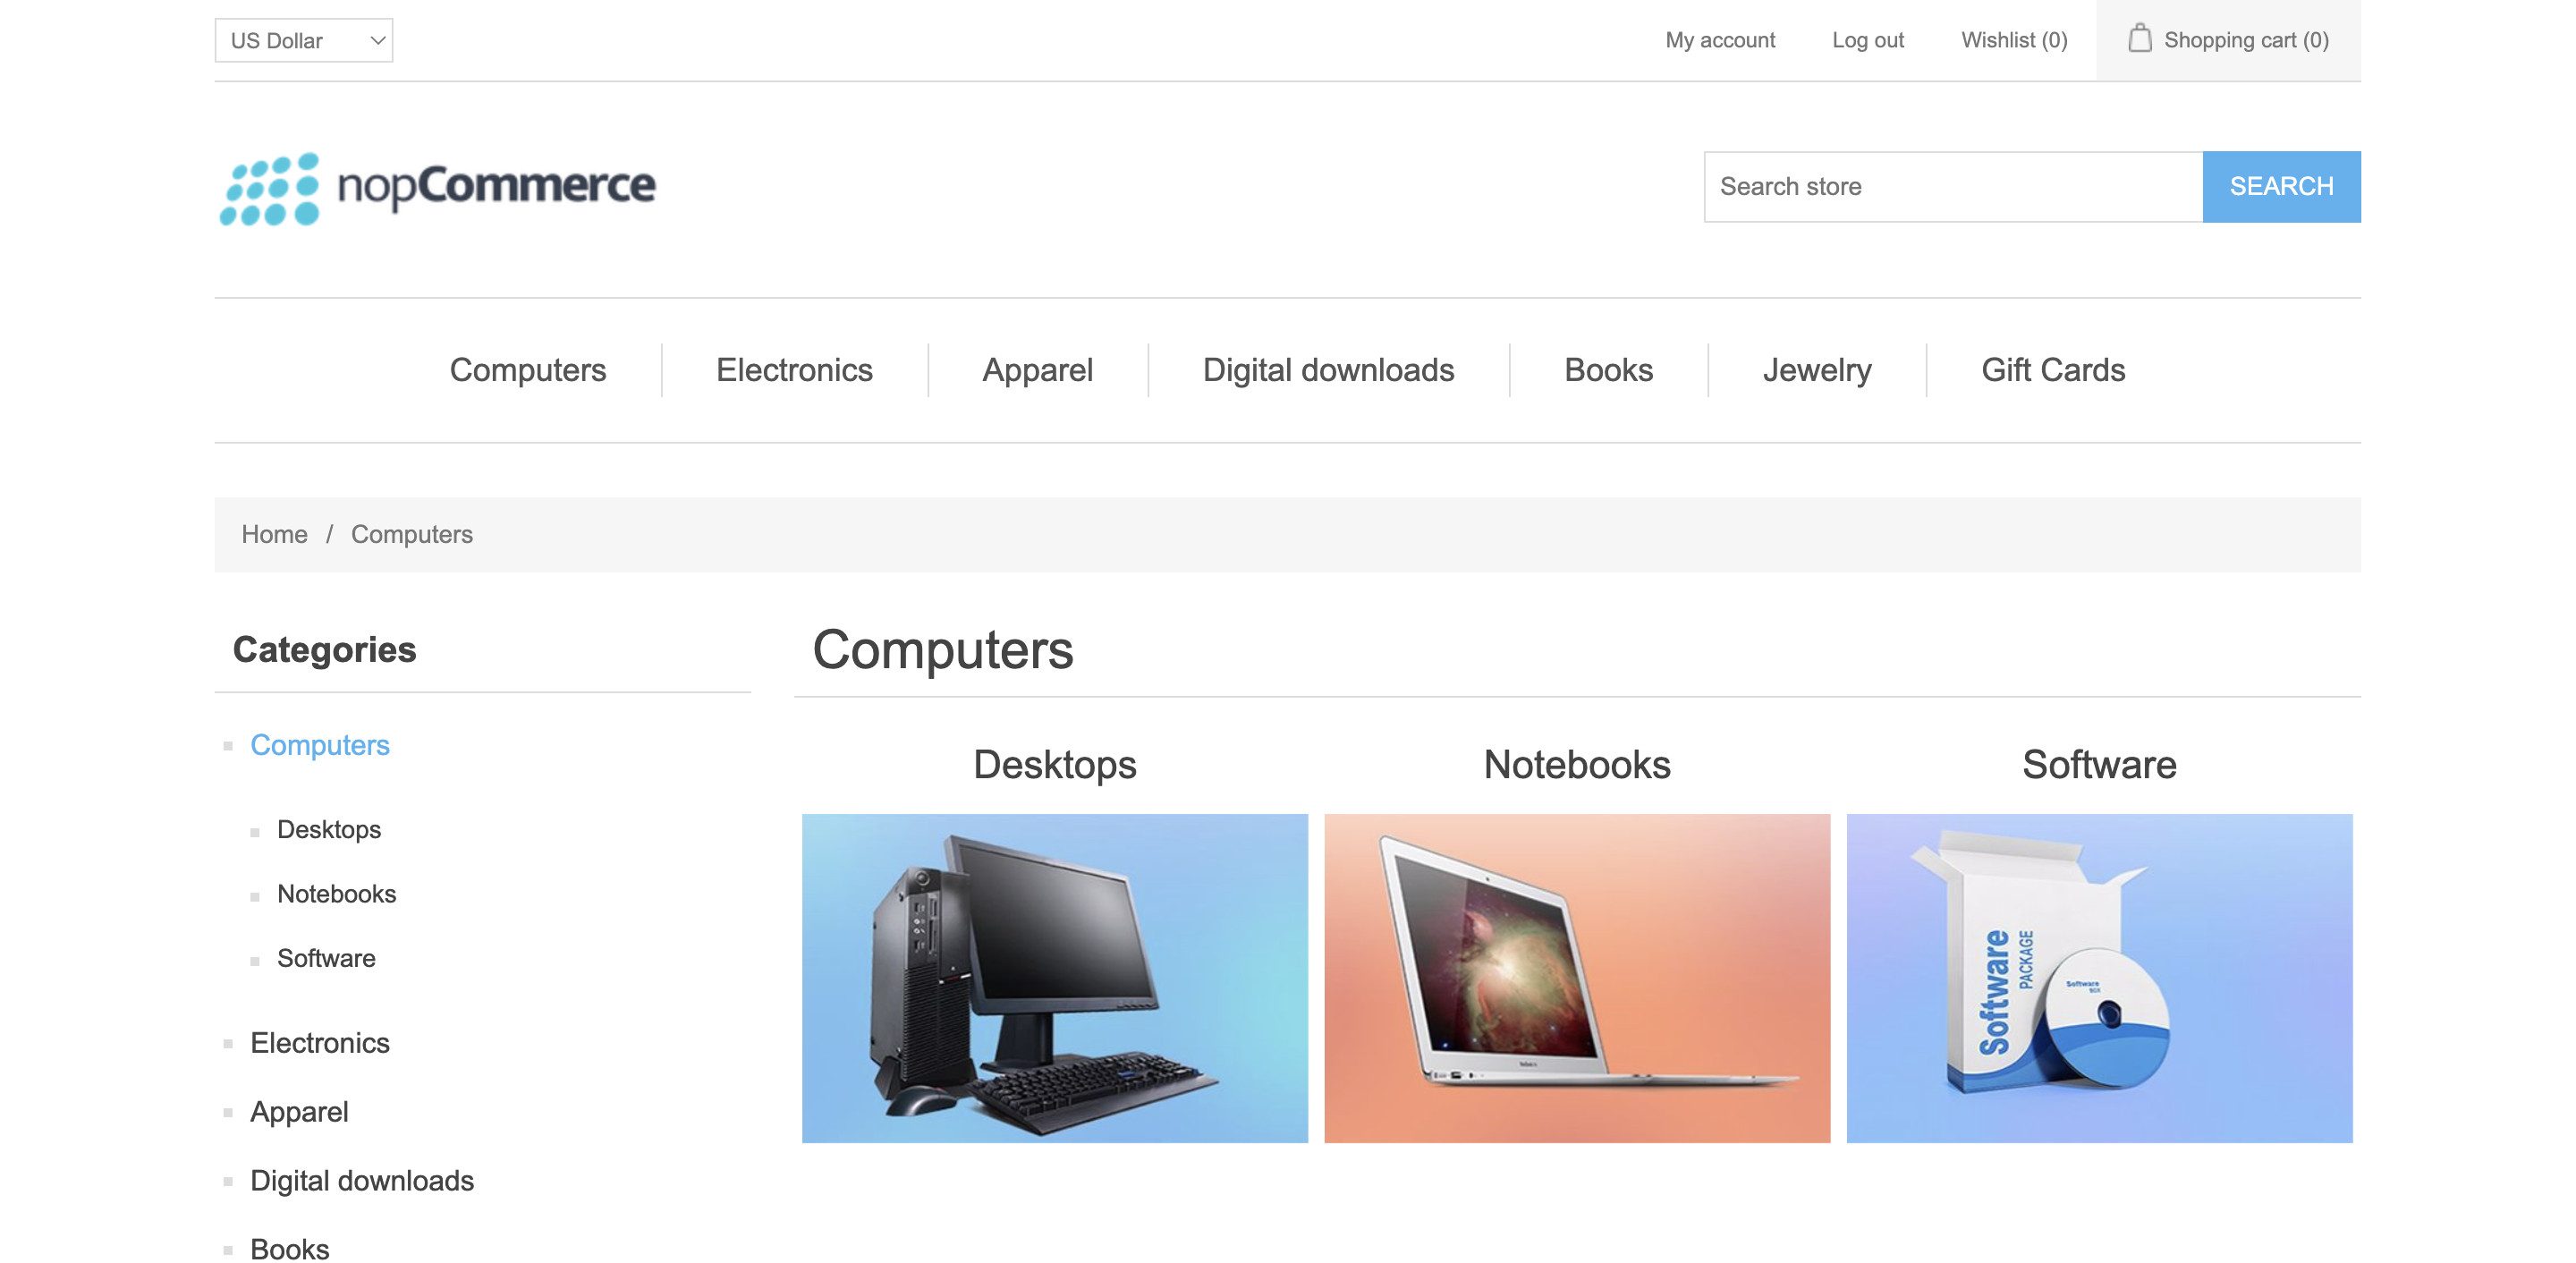 US Dollar
My account
Log out
Wishlist (0)
Shopping cart (0)
nopCommerce
Search store
SEARCH
Computers
Electronics
Apparel
Digital downloads
Books
Jewelry
Gift Cards
Home / Computers
Categories
Computers
Desktops
Notebooks
Software
Electronics
Apparel
Digital downloads
Books
Computers
Desktops
Notebooks
Software
Software
PACKAGE
Software
BOX